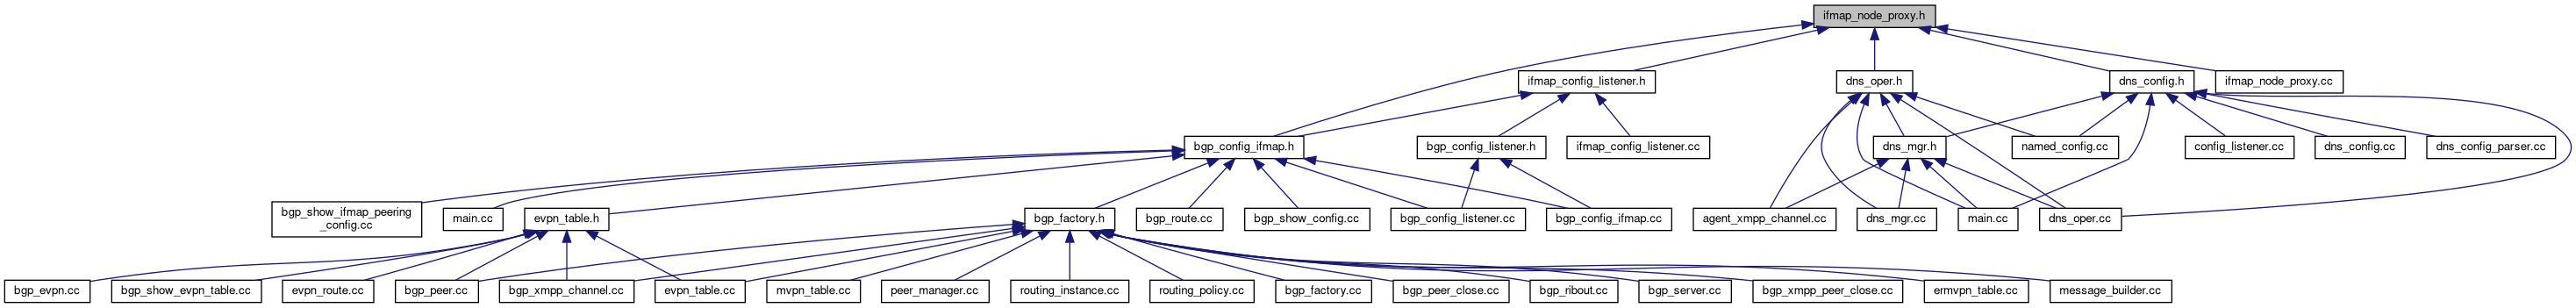 ifmap_node_proxy.h
ifmap_config_listener.h
dns_oper.h
dns_config.h
ifmap_node_proxy.cc
bgp_config_ifmap.h
bgp_config_listener.h
ifmap_config_listener.cc
dns_mgr.h
named_config.cc
config_listener.cc
dns_config.cc
dns_config_parser.cc
bgp_show_ifmap_peering
_config.cc
main.cc
evpn_table.h
bgp_factory.h
bgp_route.cc
bgp_show_config.cc
bgp_config_listener.cc
bgp_config_ifmap.cc
agent_xmpp_channel.cc
dns_mgr.cc
main.cc
dns_oper.cc
bgp_evpn.cc
bgp_show_evpn_table.cc
evpn_route.cc
bgp_peer.cc
bgp_xmpp_channel.cc
evpn_table.cc
mvpn_table.cc
peer_manager.cc
routing_instance.cc
routing_policy.cc
bgp_factory.cc
bgp_peer_close.cc
bgp_ribout.cc
bgp_server.cc
bgp_xmpp_peer_close.cc
ermvpn_table.cc
message_builder.cc